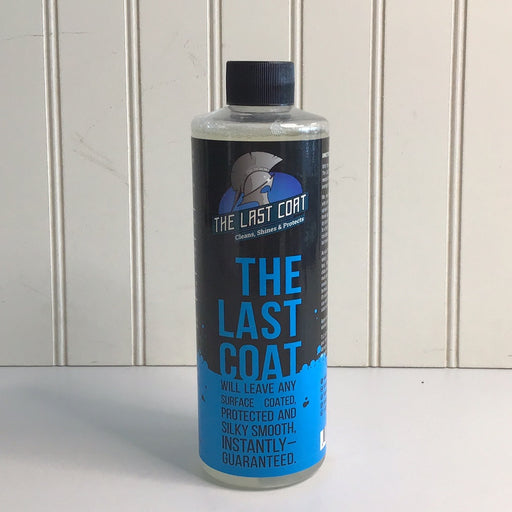 THE LAST COAT
Cleans, Shines & Protects
THE
LAST
COAT
WILL LEAVE ANY
SURFACE COATED,
PROTECTED AND
SILKY SMOOTH,
INSTANTLY—
GUARANTEED.